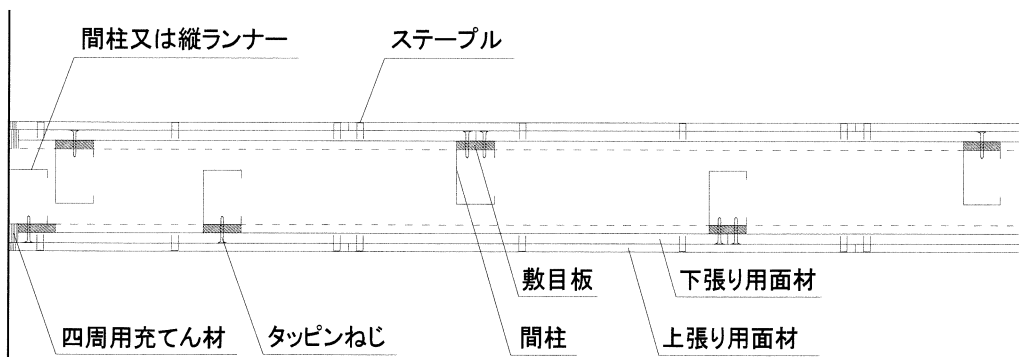 間柱又は縦ランナー
ステープル
敷目板
下張り用面材
四周用充てん材
タッピンねじ
間柱
上張り用面材